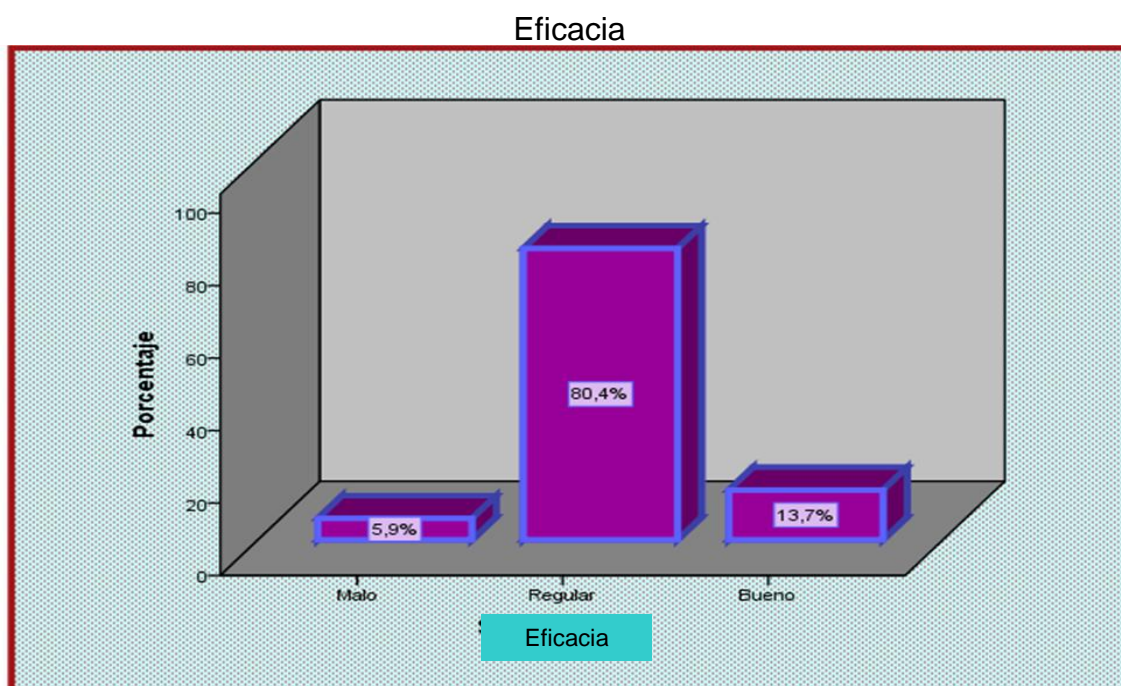 Eficacia
Porcentaje
100
80
60
40
20
0
5,9%
80,4%
13,7%
Malo
Regular
Bueno
Eficacia